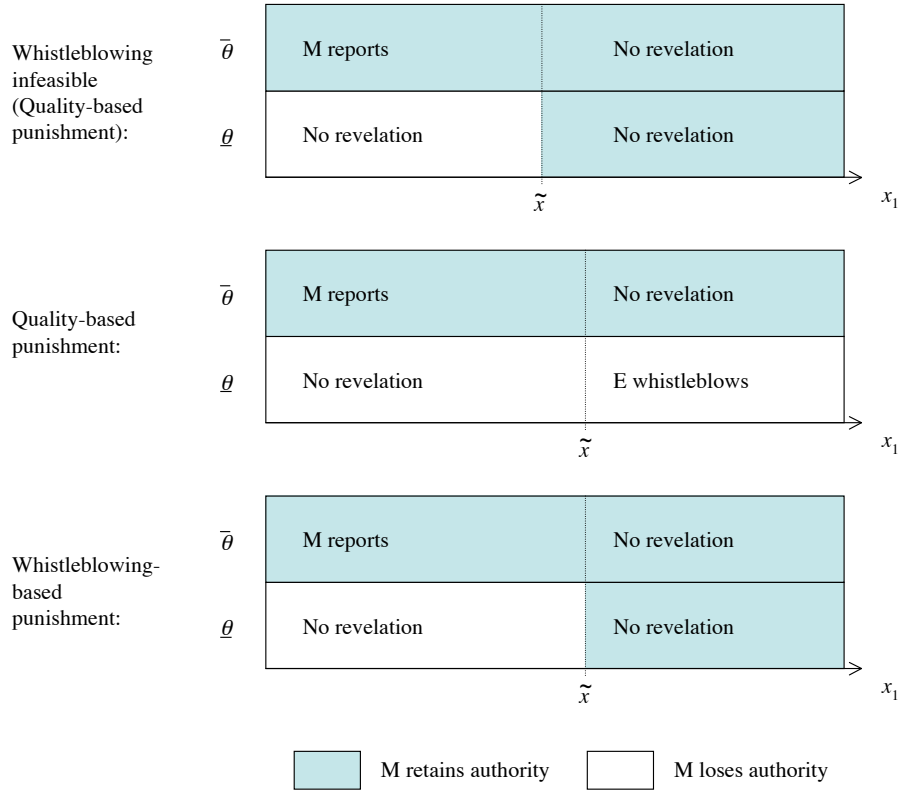 Whistleblowing
infeasible
(Quality-based
punishment):
θ̅ M reports No revelation
θ̲ No revelation No revelation
x̃
x₁
Quality-based
punishment:
θ̅ M reports No revelation
θ̲ No revelation E whistleblows
x̃
x₁
Whistleblowing-
based
punishment:
θ̅ M reports No revelation
θ̲ No revelation No revelation
x̃
x₁
M retains authority M loses authority